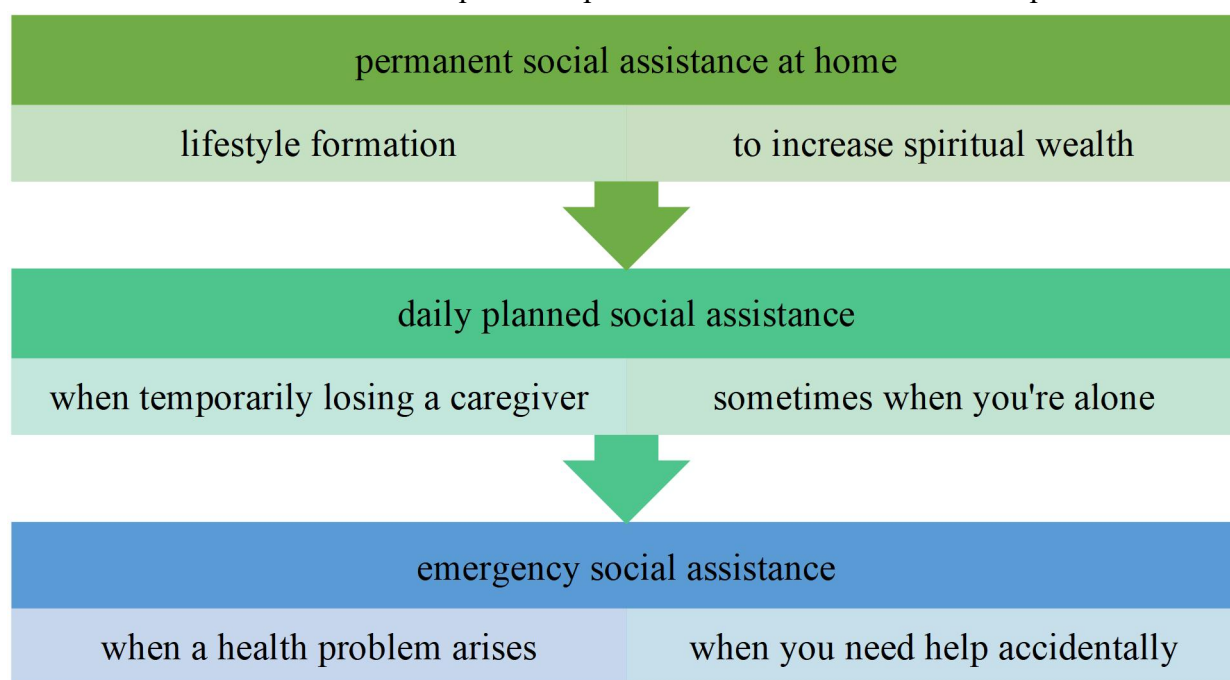 permanent social assistance at home
lifestyle formation
to increase spiritual wealth
daily planned social assistance
when temporarily losing a caregiver
sometimes when you're alone
emergency social assistance
when a health problem arises
when you need help accidentally